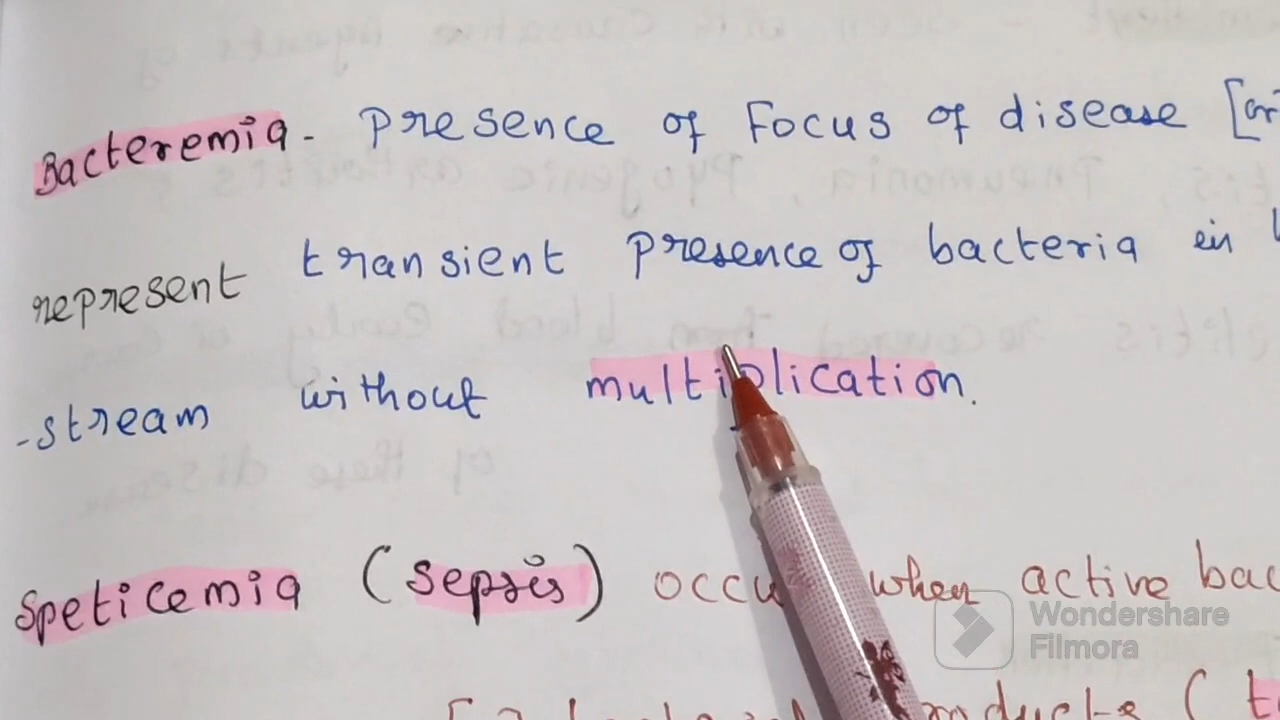 Bacteremia - Presence of Focus of disease [or
represent transient presence of bacteria in
-stream without multiplication.
Speticemia (sepsis) occu when active bac
Wondershare
Filmora